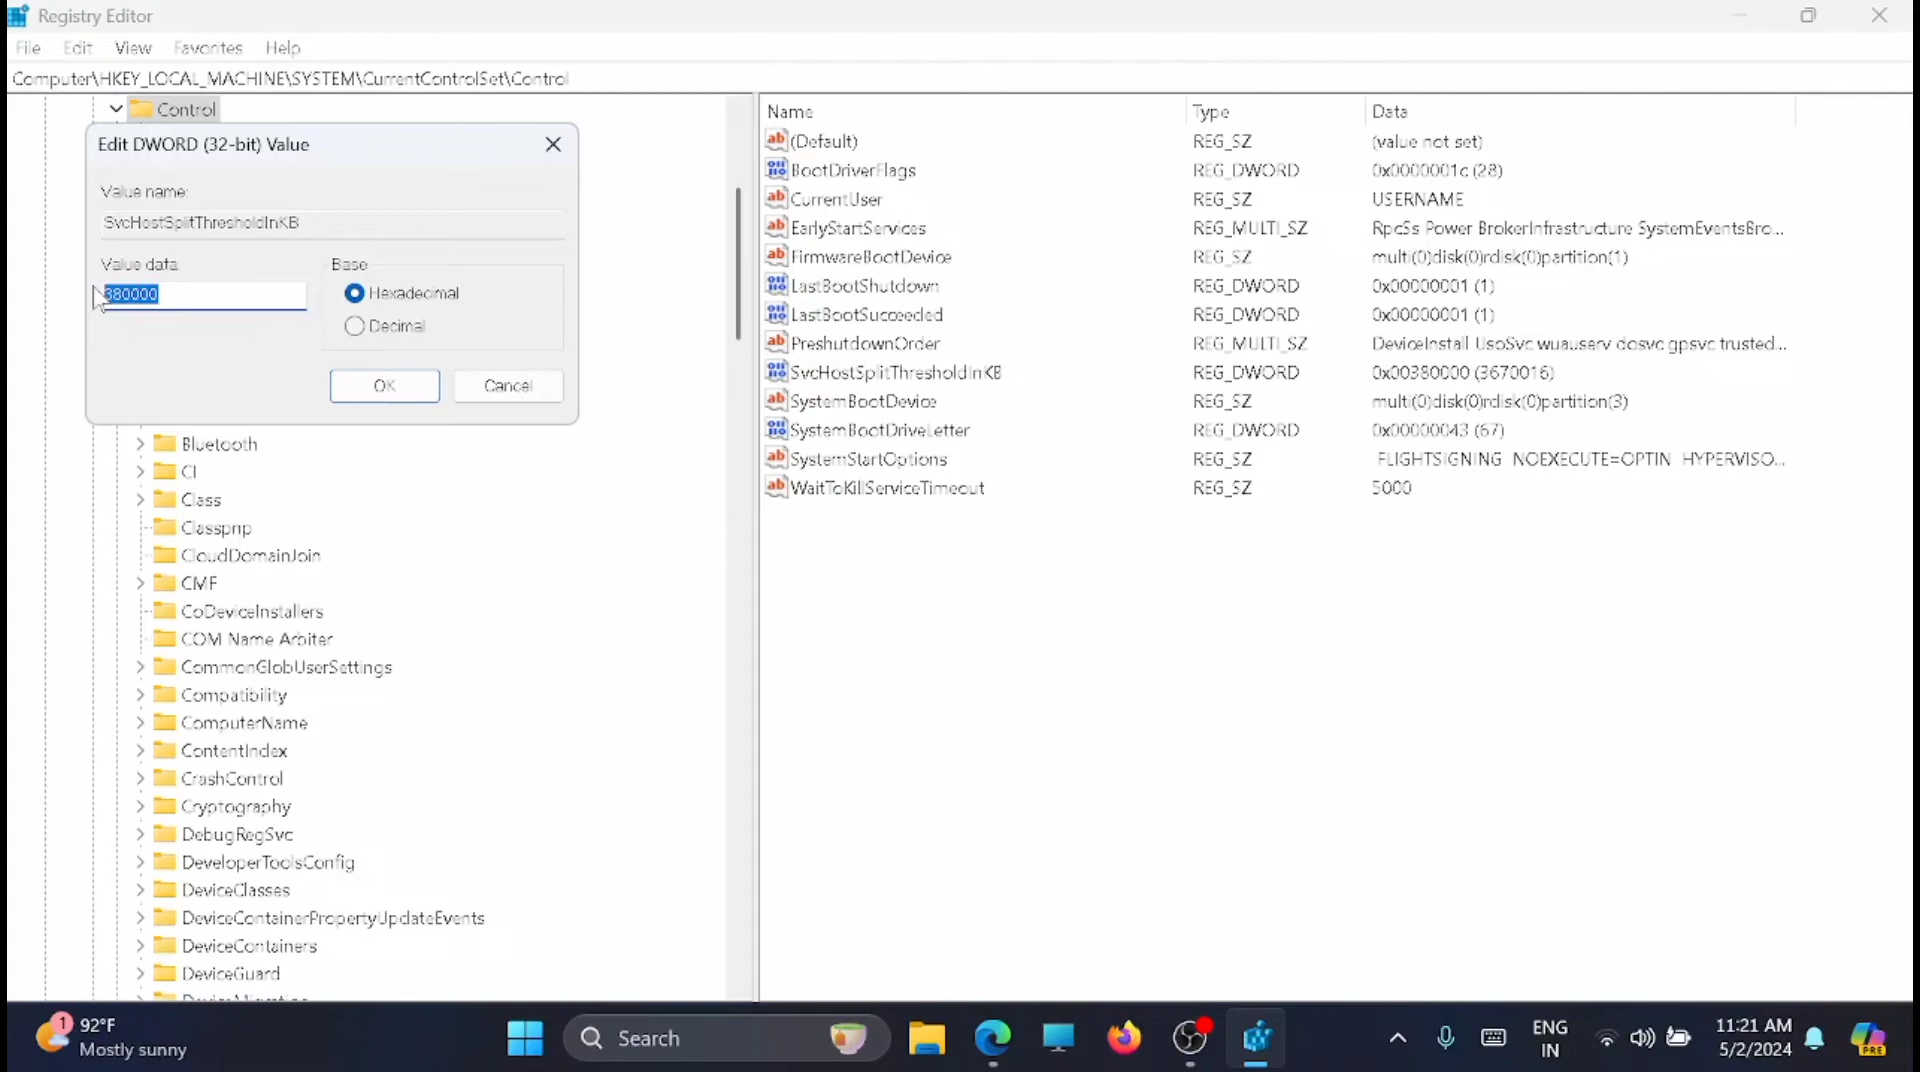 Registry Editor
File Edit View Favorites Help
Computer\HKEY_LOCAL_MACHINE\SYSTEM\CurrentControlSet\Control
Control
Edit DWORD (32-bit) Value
Value name:
SvcHostSplitThresholdInKB
Value data:
380000
Base
Hexadecimal
Decimal
OK Cancel
Bluetooth
CI
Class
Classpnp
CloudDomainJoin
CMF
CoDeviceInstallers
COM Name Arbiter
CommonGlobUserSettings
Compatibility
ComputerName
ContentIndex
CrashControl
Cryptography
DebugRegSvc
DeveloperToolsConfig
DeviceClasses
DeviceContainerPropertyUpdateEvents
DeviceContainers
DeviceGuard
Name Type Data
(Default) REG_SZ (value not set)
BootDriverFlags REG_DWORD 0x0000001c (28)
CurrentUser REG_SZ USERNAME
EarlyStartServices REG_MULTI_SZ RpcSs Power BrokerInfrastructure SystemEventsBro...
FirmwareBootDevice REG_SZ multi(0)disk(0)rdisk(0)partition(1)
LastBootShutdown REG_DWORD 0x00000001 (1)
LastBootSucceeded REG_DWORD 0x00000001 (1)
PreshutdownOrder REG_MULTI_SZ DeviceInstall UsoSvc wuauserv dosvc gpsvc trusted...
SvcHostSplitThresholdInKB REG_DWORD 0x00380000 (3670016)
SystemBootDevice REG_SZ multi(0)disk(0)rdisk(0)partition(3)
SystemBootDriveLetter REG_DWORD 0x00000043 (67)
SystemStartOptions REG_SZ FLIGHTSIGNING NOEXECUTE=OPTIN HYPERVISO...
WaitToKillServiceTimeout REG_SZ 5000
1
92°F
Mostly sunny
Search
ENG
IN
11:21 AM
5/2/2024
PRE